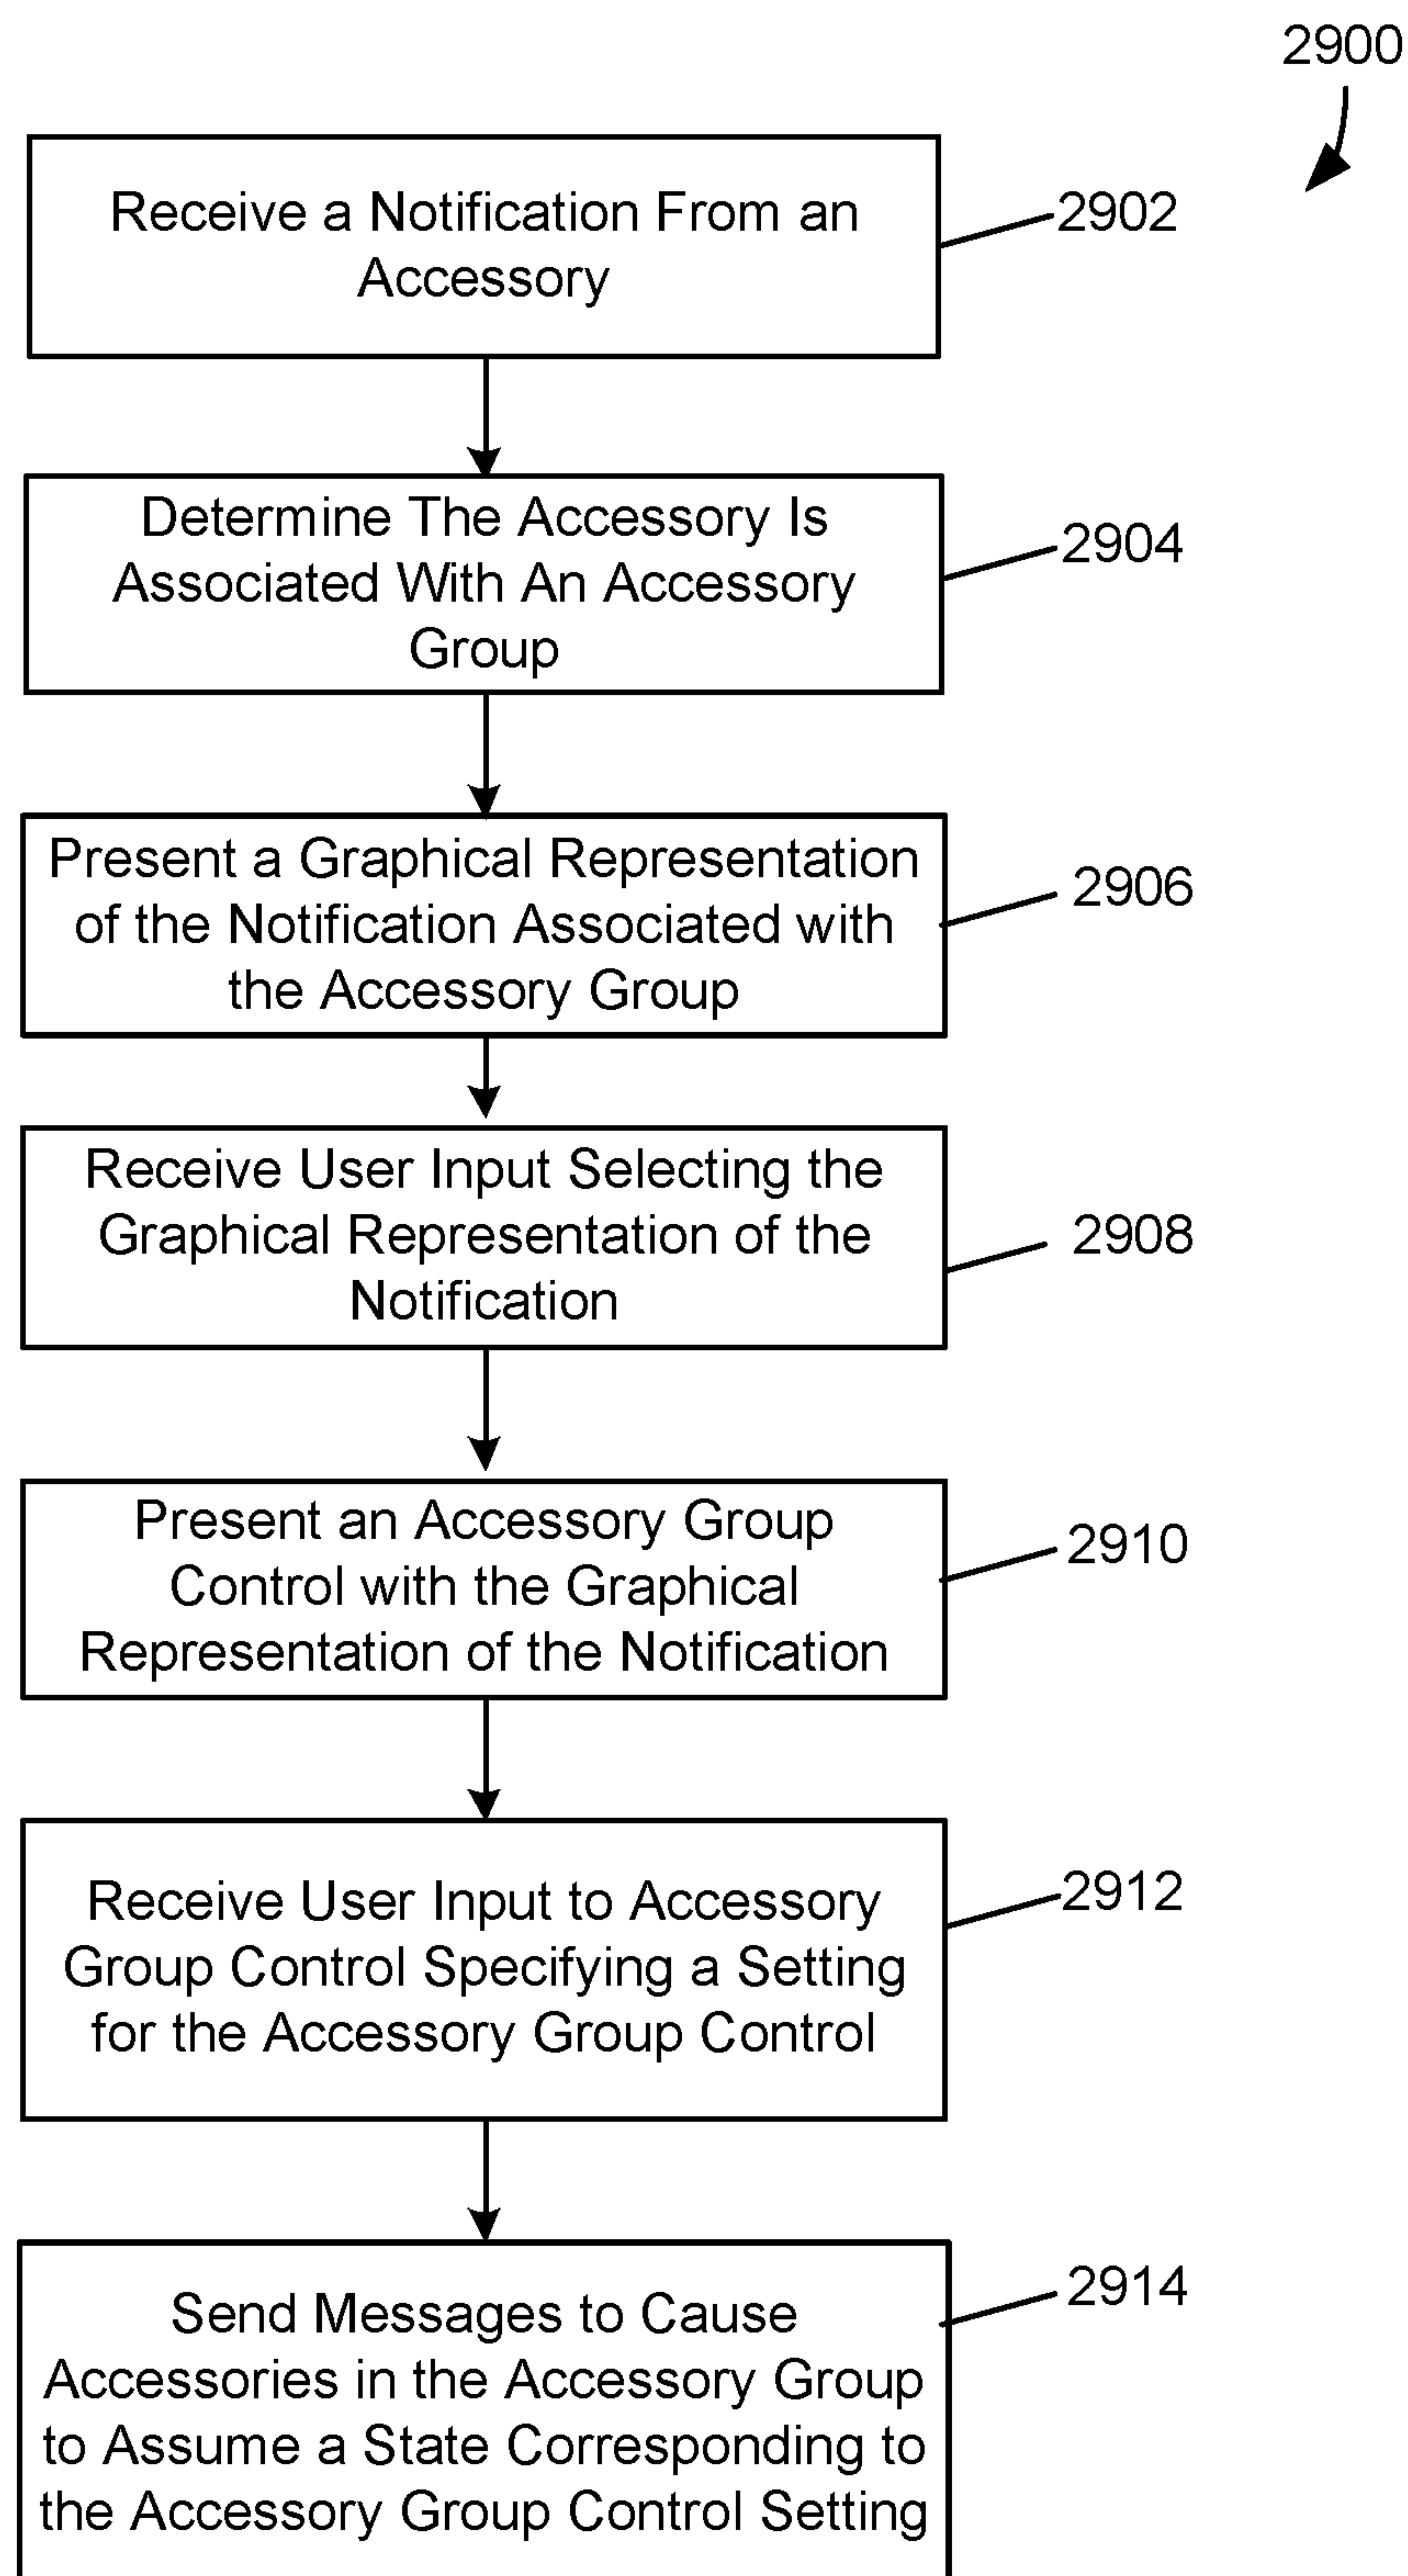 2900
Receive a Notification From an
Accessory
2902
Determine The Accessory Is
Associated With An Accessory
Group
2904
Present a Graphical Representation
of the Notification Associated with
the Accessory Group
2906
Receive User Input Selecting the
Graphical Representation of the
Notification
2908
Present an Accessory Group
Control with the Graphical
Representation of the Notification
2910
Receive User Input to Accessory
Group Control Specifying a Setting
for the Accessory Group Control
2912
Send Messages to Cause
Accessories in the Accessory Group
to Assume a State Corresponding to
the Accessory Group Control Setting
2914